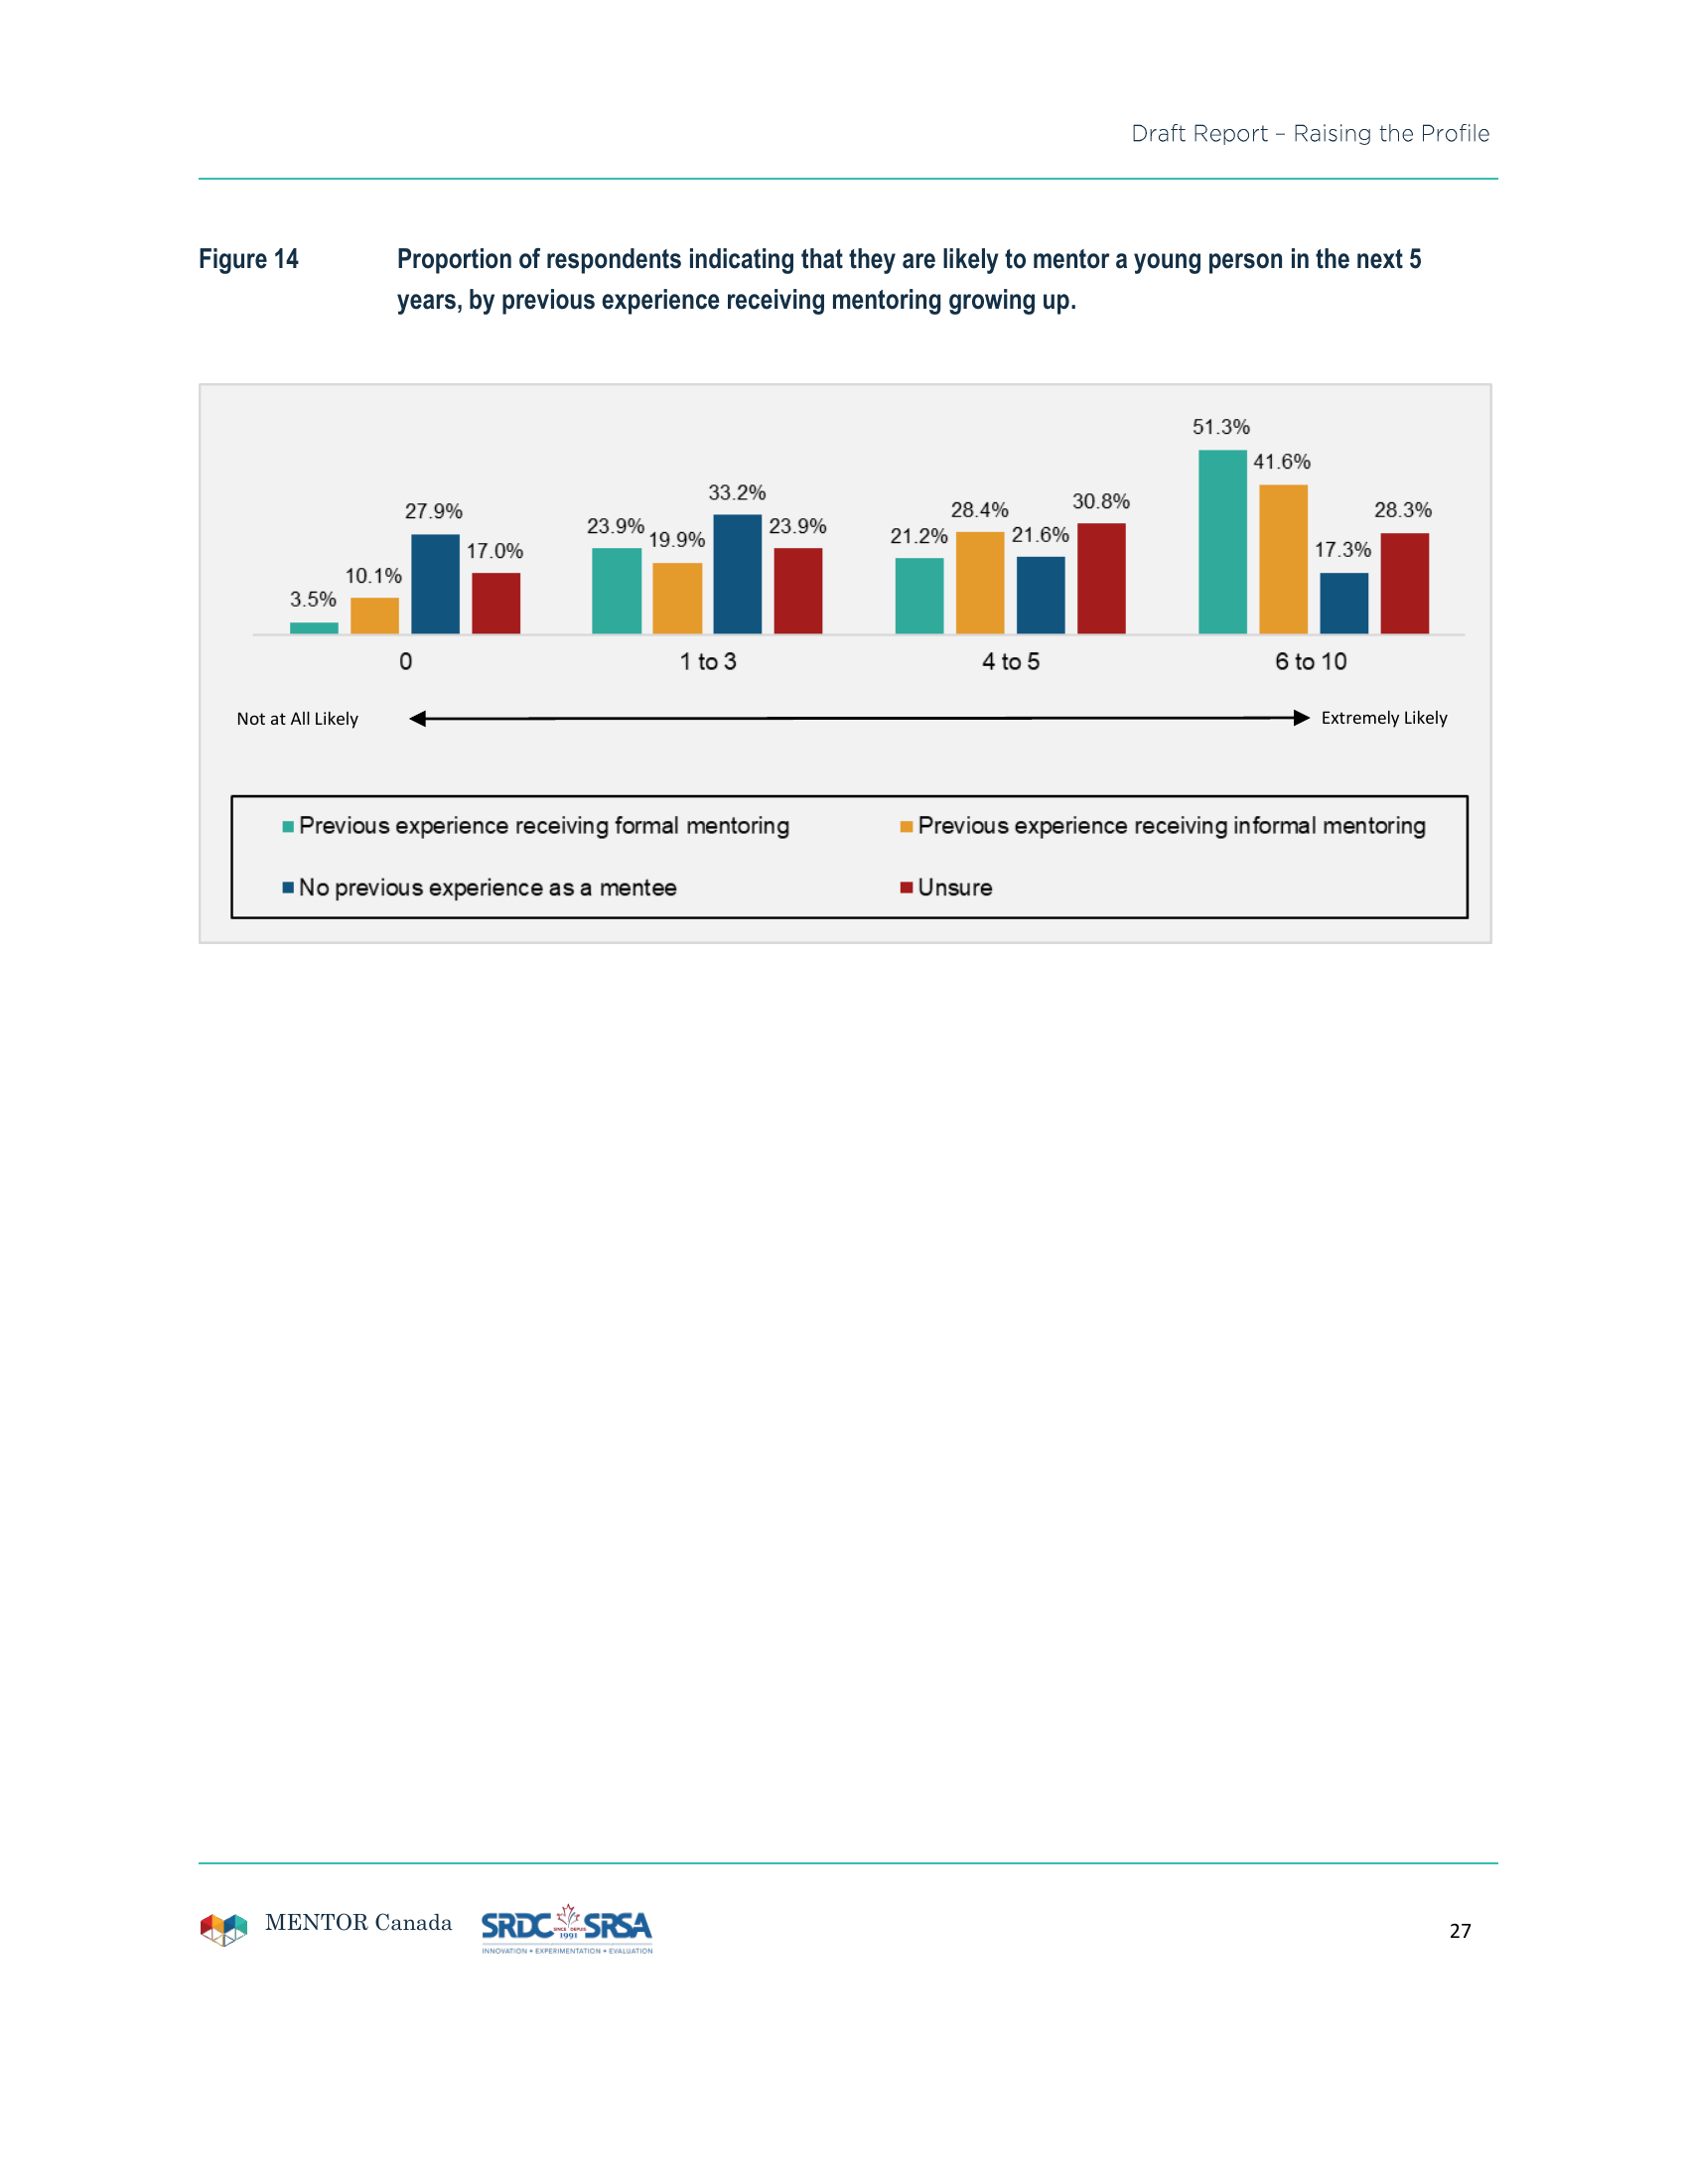 Draft Report – Raising the Profile
Figure 14 Proportion of respondents indicating that they are likely to mentor a young person in the next 5
years, by previous experience receiving mentoring growing up.
3.5% 10.1% 27.9% 17.0% 23.9% 19.9% 33.2% 23.9% 21.2% 28.4% 21.6% 30.8% 51.3% 41.6% 17.3% 28.3%
0 1 to 3 4 to 5 6 to 10
Not at All Likely Extremely Likely
Previous experience receiving formal mentoring Previous experience receiving informal mentoring
No previous experience as a mentee Unsure
MENTOR Canada
SRDC SINCE DEPUIS 1991 SRSA
INNOVATION • EXPERIMENTATION • EVALUATION
27